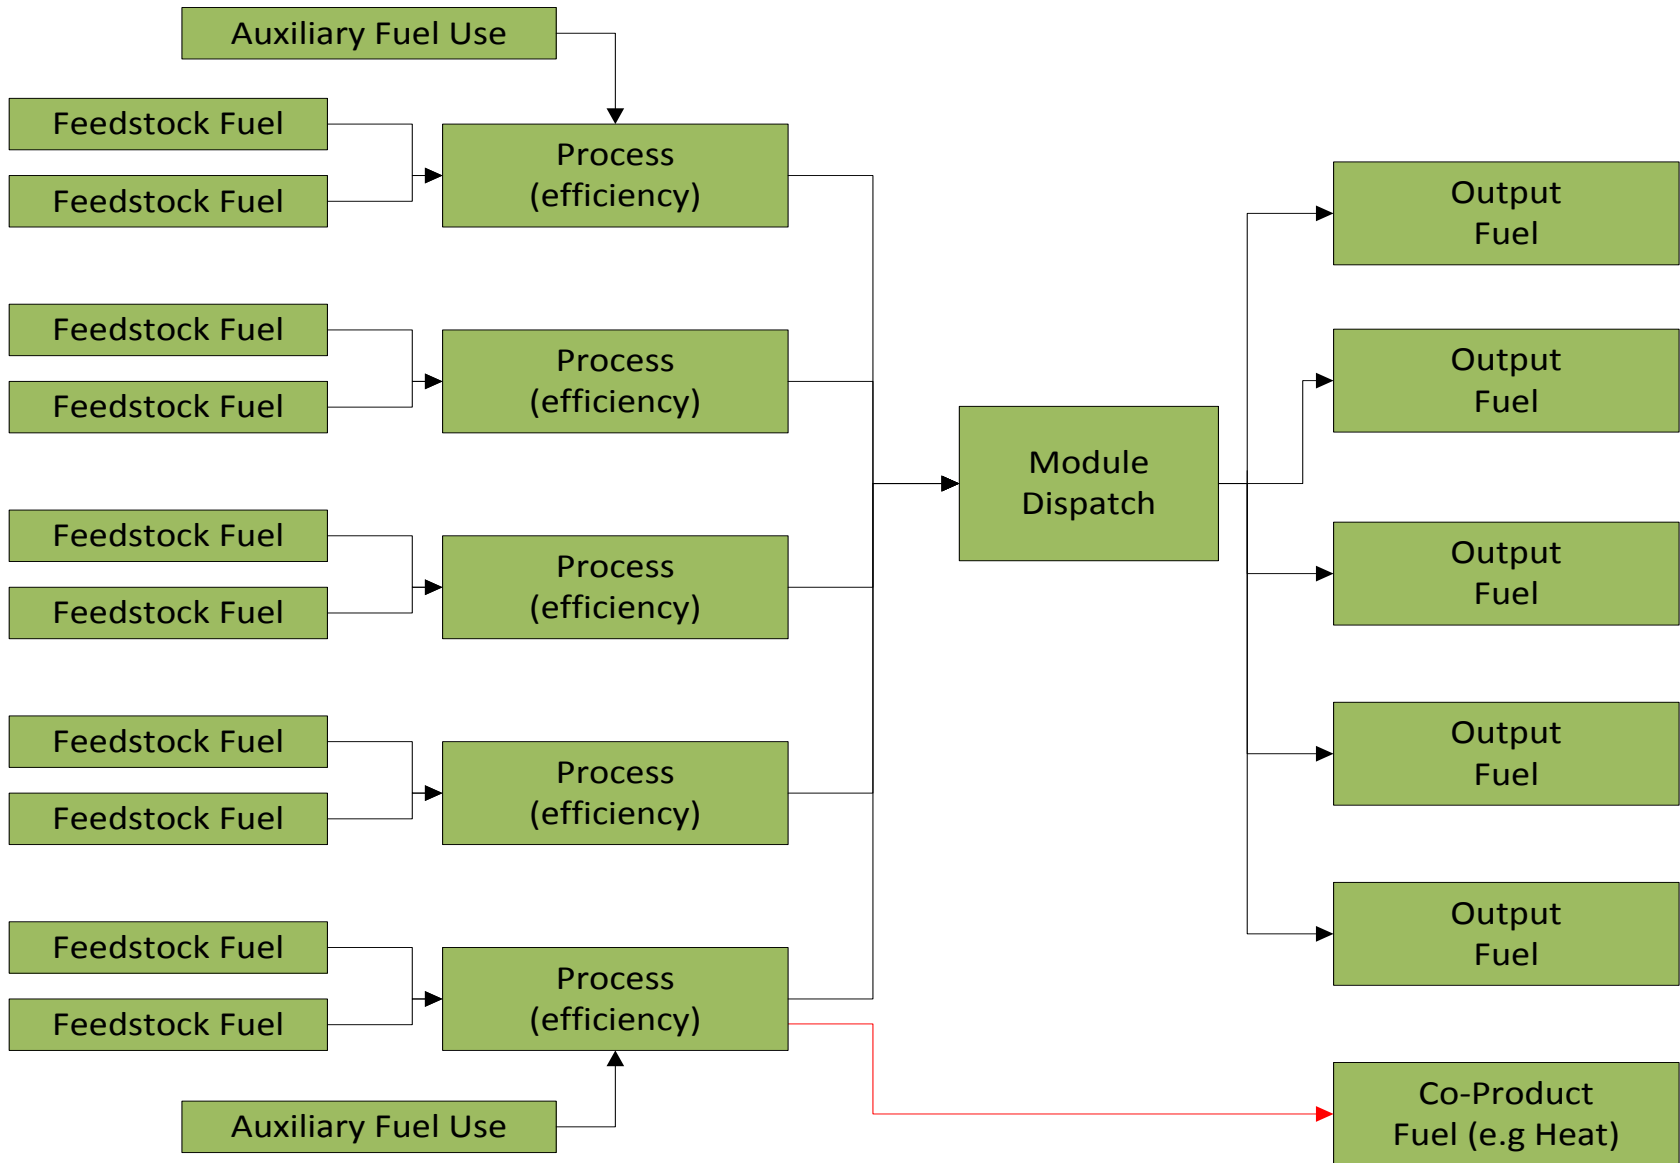 Auxiliary Fuel Use
Feedstock Fuel
Feedstock Fuel
Process
(efficiency)
Feedstock Fuel
Feedstock Fuel
Process
(efficiency)
Feedstock Fuel
Feedstock Fuel
Process
(efficiency)
Feedstock Fuel
Feedstock Fuel
Process
(efficiency)
Feedstock Fuel
Feedstock Fuel
Process
(efficiency)
Auxiliary Fuel Use
Module
Dispatch
Output
Fuel
Output
Fuel
Output
Fuel
Output
Fuel
Output
Fuel
Co-Product
Fuel (e.g Heat)